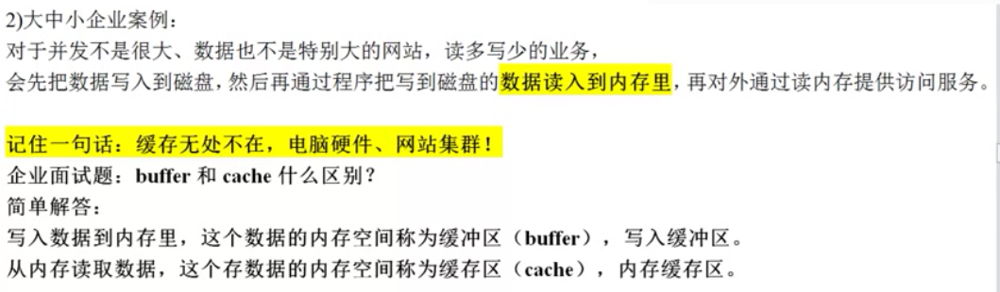 2)大中小企业案例：
对于并发不是很大、数据也不是特别大的网站，读多写少的业务，
会先把数据写入到磁盘，然后再通过程序把写到磁盘的数据读入到内存里，再对外通过读内存提供访问服务。
记住一句话：缓存无处不在，电脑硬件、网站集群！
企业面试题：buffer 和 cache 什么区别？
简单解答：
写入数据到内存里，这个数据的内存空间称为缓冲区（buffer），写入缓冲区。
从内存读取数据，这个存数据的内存空间称为缓存区（cache），内存缓存区。